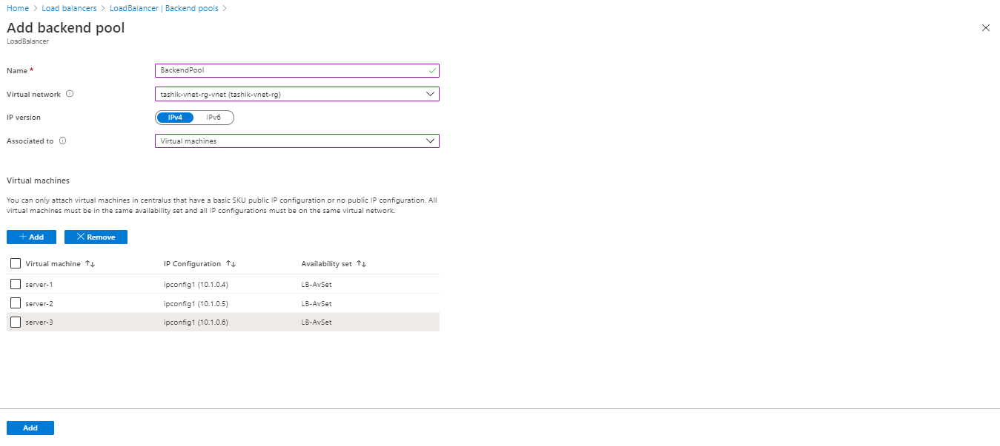 Home > Load balancers > LoadBalancer | Backend pools >
Add backend pool
LoadBalancer
Name *
BackendPool
Virtual network
tashik-vnet-rg-vnet (tashik-vnet-rg)
IP version
IPv4 IPv6
Associated to
Virtual machines
Virtual machines
You can only attach virtual machines in centralus that have a basic SKU public IP configuration or no public IP configuration. All
virtual machines must be in the same availability set and all IP configurations must be on the same virtual network.
+ Add Remove
Virtual machine ↑↓ IP Configuration ↑↓ Availability set ↑↓
server-1 ipconfig1 (10.1.0.4) LB-AvSet
server-2 ipconfig1 (10.1.0.5) LB-AvSet
server-3 ipconfig1 (10.1.0.6) LB-AvSet
Add